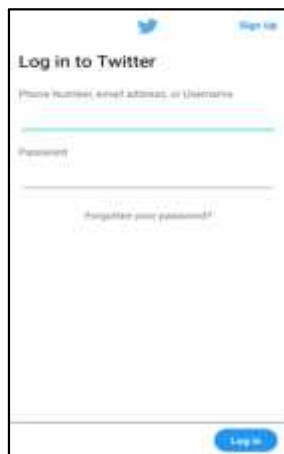 Sign Up
Log in to Twitter
Phone Number, email address, or Username
Password
Forgotten your password?
Log in